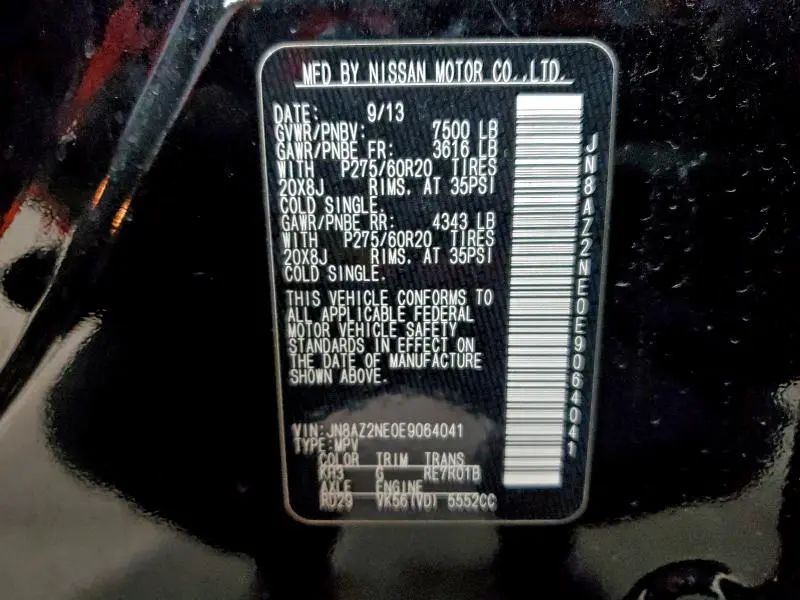 MFD BY NISSAN MOTOR CO.,LTD.
DATE: 9/13
GVWR/PNBV: 7500 LB
GAWR/PNBE FR: 3616 LB
WITH P275/60R20 TIRES
20X8J RIMS, AT 35PSI
COLD SINGLE.
GAWR/PNBE RR: 4343 LB
WITH P275/60R20 TIRES
20X8J RIMS, AT 35PSI
COLD SINGLE.
THIS VEHICLE CONFORMS TO
ALL APPLICABLE FEDERAL
MOTOR VEHICLE SAFETY
STANDARDS IN EFFECT ON
THE DATE OF MANUFACTURE
SHOWN ABOVE.
VIN:JN8AZ2NE0E9064041
TYPE:MPV
COLOR TRIM TRANS
KR3 G RE7R01B
AXLE ENGINE
RD29 VK56(VD) 5552CC
JN8AZ2NE0E9064041